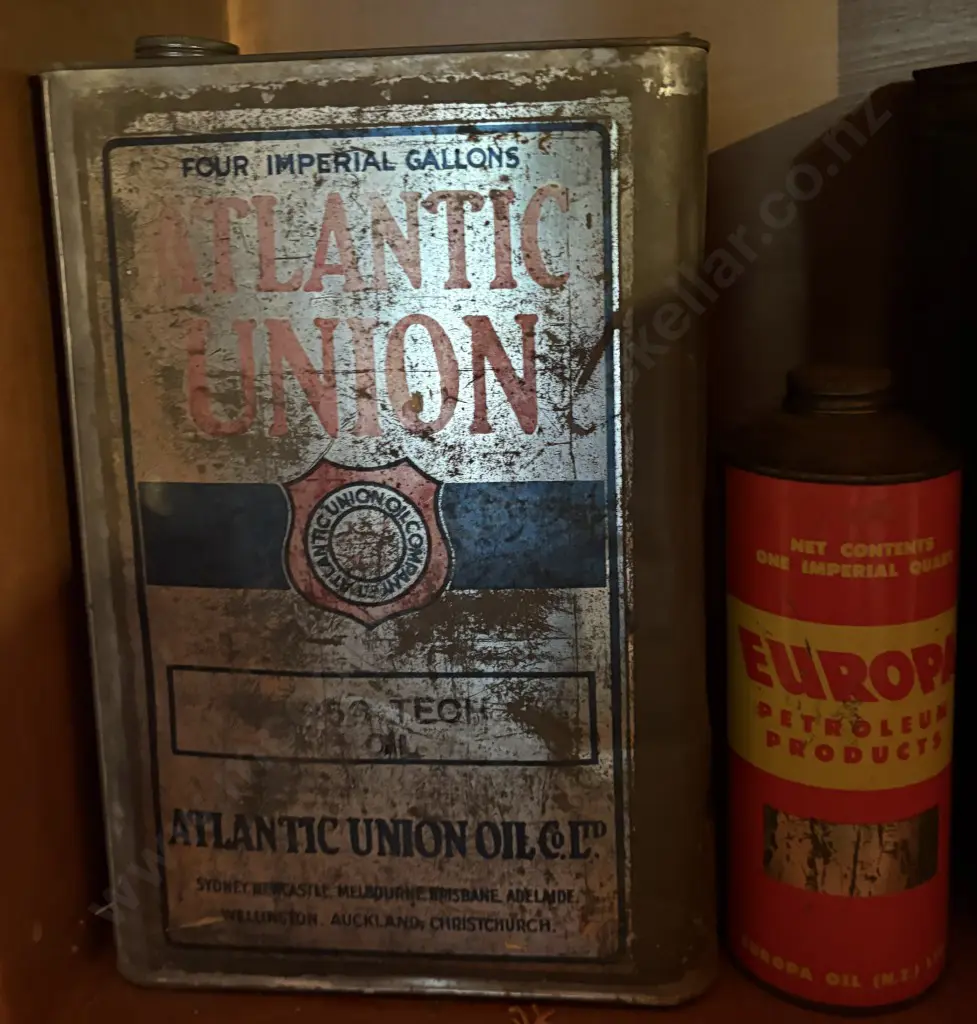 FOUR IMPERIAL GALLONS
ATLANTIC
UNION
ATLANTIC UNION OIL COMPANY
TECH
OIL
ATLANTIC UNION OIL Co. LTD.
SYDNEY, NEWCASTLE, MELBOURNE, BRISBANE, ADELAIDE.
WELLINGTON. AUCKLAND, CHRISTCHURCH.
NET CONTENTS
ONE IMPERIAL QUART
EUROPA
PETROLEUM
PRODUCTS
EUROPA OIL (N.Z.)